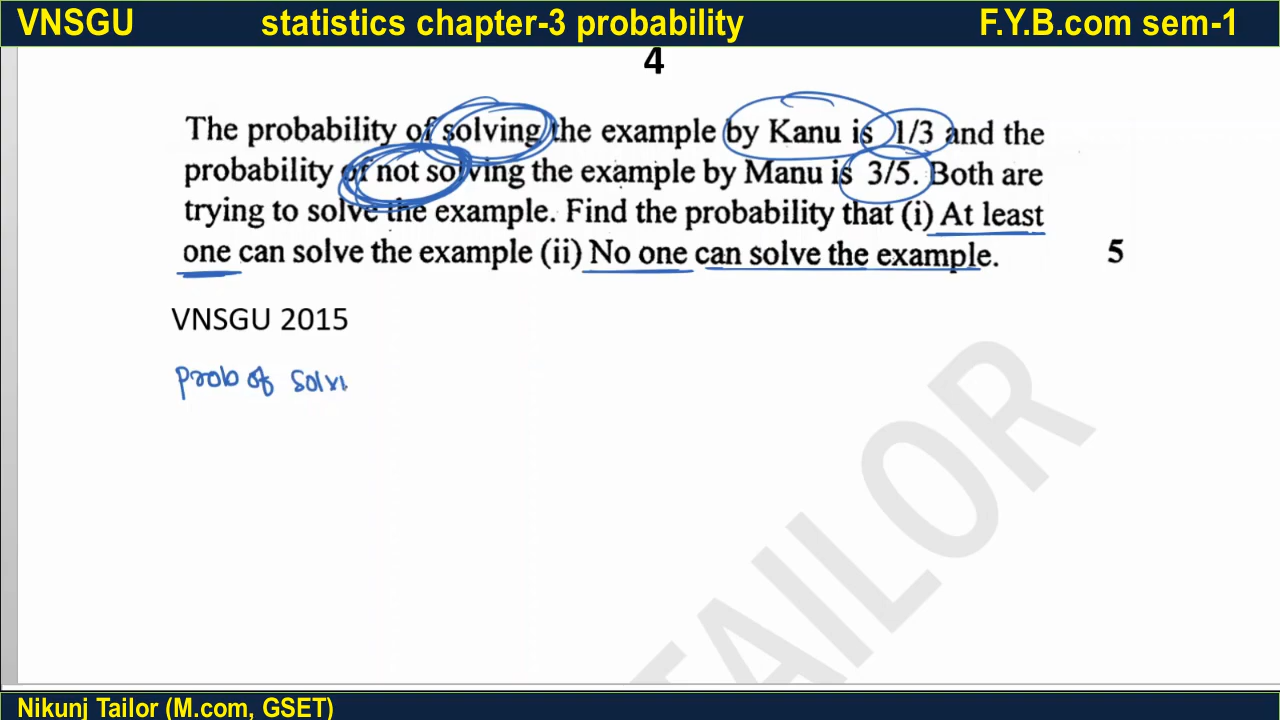 VNSGU statistics chapter-3 probability F.Y.B.com sem-1
4
The probability of solving the example by Kanu is 1/3 and the
probability of not solving the example by Manu is 3/5. Both are
trying to solve the example. Find the probability that (i) At least
one can solve the example (ii) No one can solve the example. 5
VNSGU 2015
Prob of Solvi
TAILOR
Nikunj Tailor (M.com, GSET)